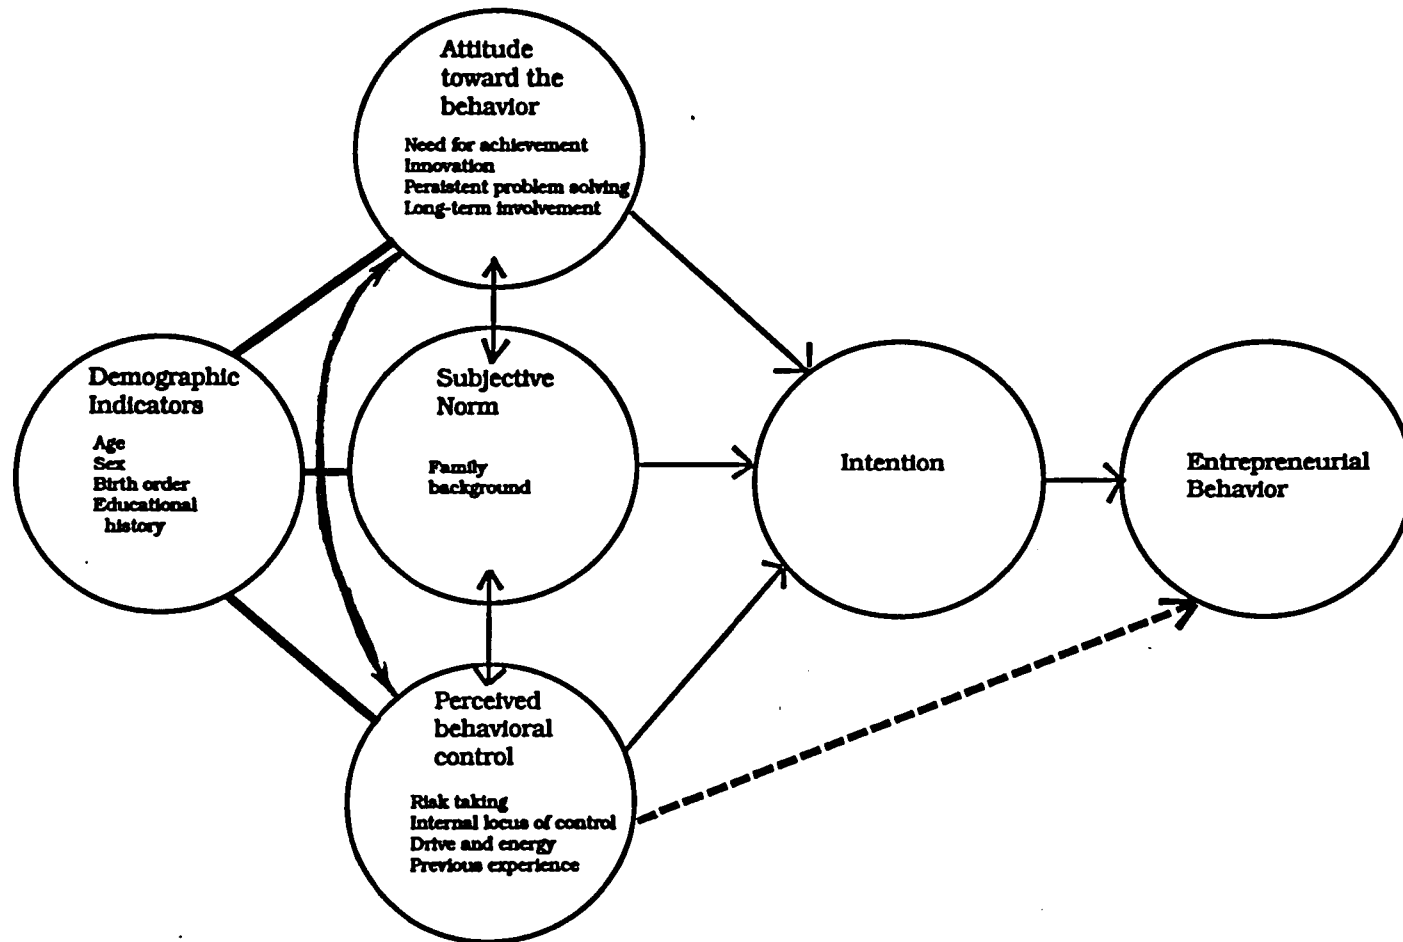 Attitude
toward the
behavior
Need for achievement
Innovation
Persistent problem solving
Long-term involvement
Demographic
Indicators
Age
Sex
Birth order
Educational
history
Subjective
Norm
Family
background
Intention
Entrepreneurial
Behavior
Perceived
behavioral
control
Risk taking
Internal locus of control
Drive and energy
Previous experience